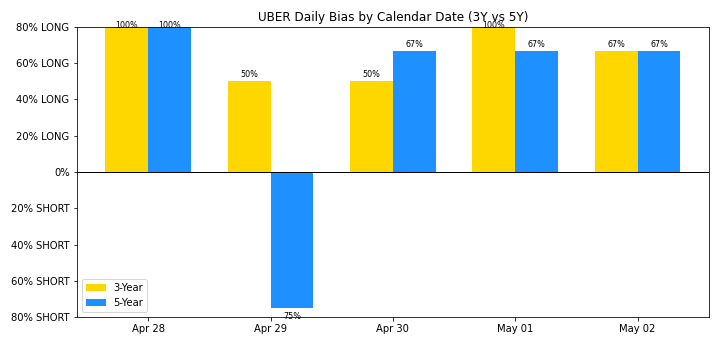 UBER Daily Bias by Calendar Date (3Y vs 5Y)
80% LONG
60% LONG
40% LONG
20% LONG
0%
20% SHORT
40% SHORT
60% SHORT
80% SHORT
100%
100%
50%
75%
50%
67%
100%
67%
67%
67%
3-Year
5-Year
Apr 28
Apr 29
Apr 30
May 01
May 02